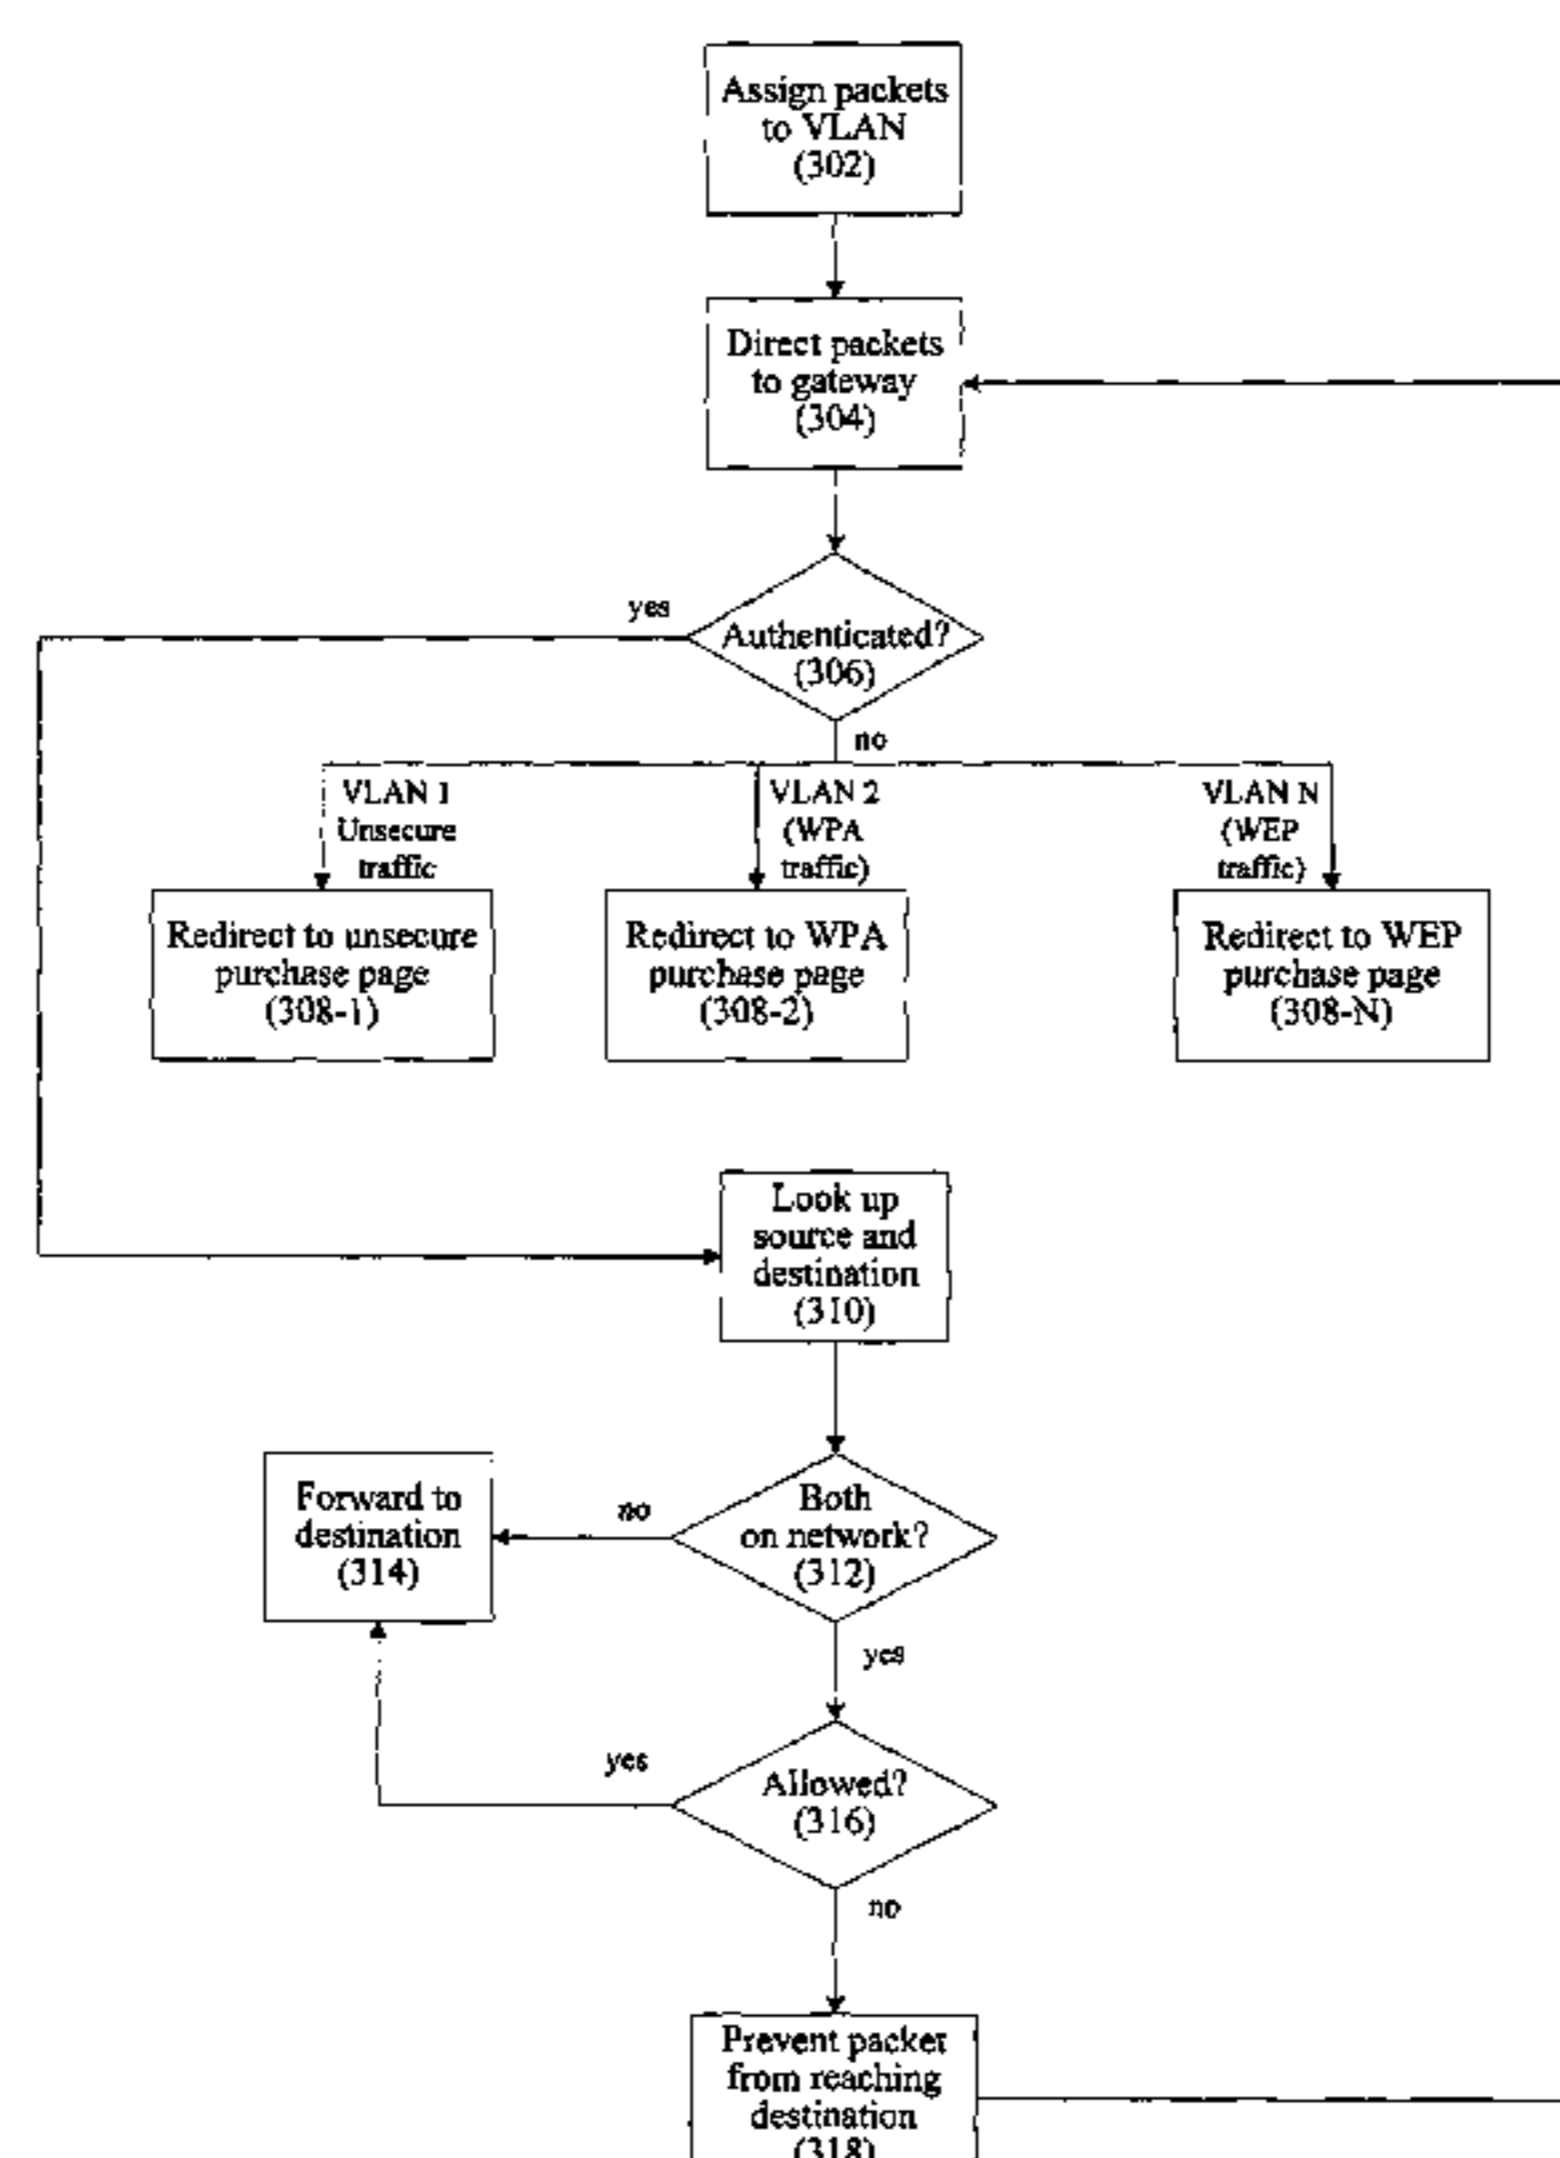 Assign packets
to VLAN
(302)
Direct packets
to gateway
(304)
yes
Authenticated?
(306)
no
VLAN 1
Unsecure
traffic
VLAN 2
(WPA
traffic)
VLAN N
(WEP
traffic)
Redirect to unsecure
purchase page
(308-1)
Redirect to WPA
purchase page
(308-2)
Redirect to WEP
purchase page
(308-N)
Look up
source and
destination
(310)
Forward to
destination
(314)
no
Both
on network?
(312)
yes
yes
Allowed?
(316)
no
Prevent packet
from reaching
destination
(318)